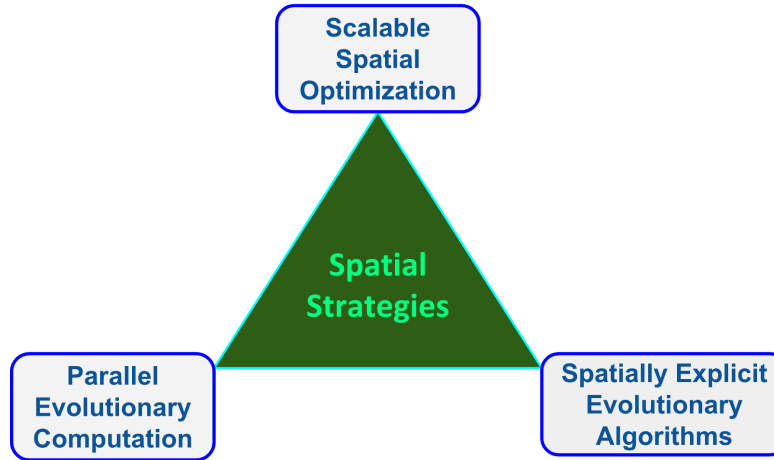 Scalable
Spatial
Optimization
Spatial
Strategies
Parallel
Evolutionary
Computation
Spatially Explicit
Evolutionary
Algorithms